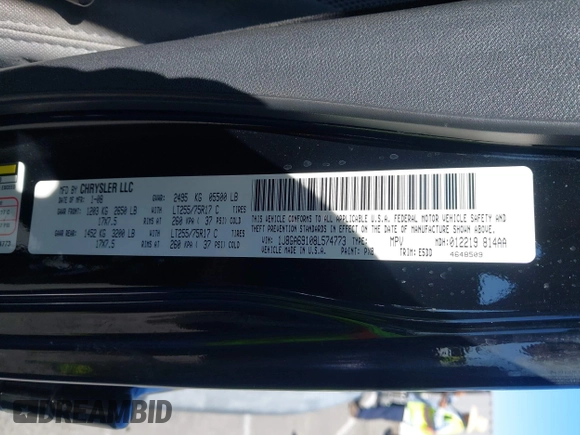 MFD BY CHRYSLER LLC
DATE OF MFR 1-08 GVWR: 2495 KG 05500 LB
GAWR FRONT: 1203 KG 2650 LB WITH LT255/75R17 C TIRES
17X7.5 RIMS AT 260 KPA ( 37 PSI) COLD
GAWR REAR: 1452 KG 3200 LB WITH LT255/75R17 C TIRES
17X7.5 RIMS AT 260 KPA ( 37 PSI) COLD
THIS VEHICLE CONFORMS TO ALL APPLICABLE U.S.A. FEDERAL MOTOR VEHICLE SAFETY AND
THEFT PREVENTION STANDARDS IN EFFECT ON THE DATE OF MANUFACTURE SHOWN ABOVE.
VIN: 1J8GA69108L574773 TYPE: MPV MDH: 012219 814AA
VEHICLE MADE IN U.S.A. PAINT: PNB TRIM: E5DD 4648509
DREAMBID